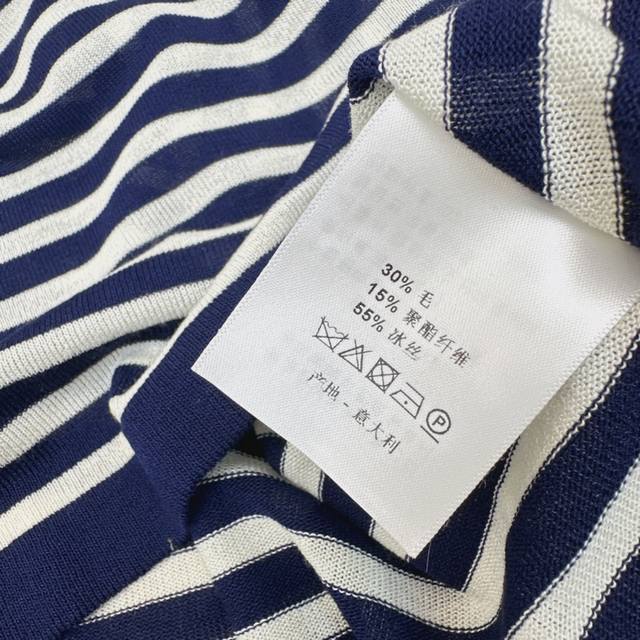 30% 毛
15% 聚酯纤维
55% 冰丝
P
产地 - 意大利